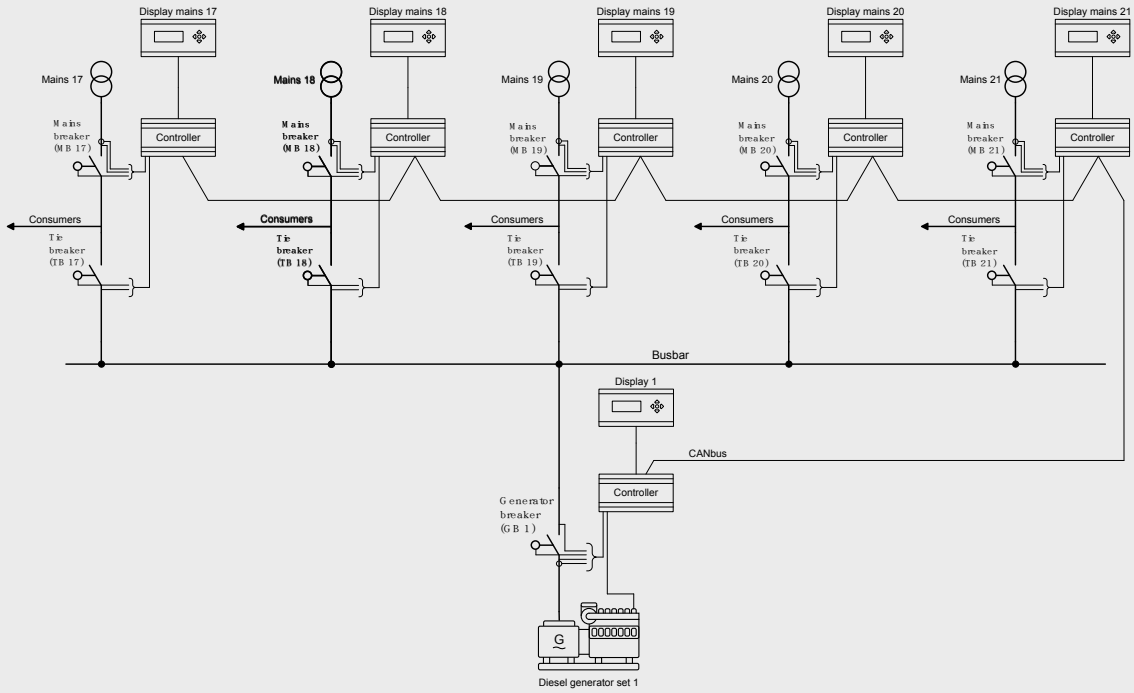 Display mains 17
Display mains 18
Display mains 19
Display mains 20
Display mains 21
Mains 17
Mains 18
Mains 19
Mains 20
Mains 21
Mains
breaker
(MB 17)
Controller
Mains
breaker
(MB 18)
Controller
Mains
breaker
(MB 19)
Controller
Mains
breaker
(MB 20)
Controller
Mains
breaker
(MB 21)
Controller
Consumers
Tie
breaker
(TB 17)
Consumers
Tie
breaker
(TB 18)
Consumers
Tie
breaker
(TB 19)
Consumers
Tie
breaker
(TB 20)
Consumers
Tie
breaker
(TB 21)
Busbar
Display 1
CANbus
Controller
Generator
breaker
(GB 1)
G
~
Diesel generator set 1